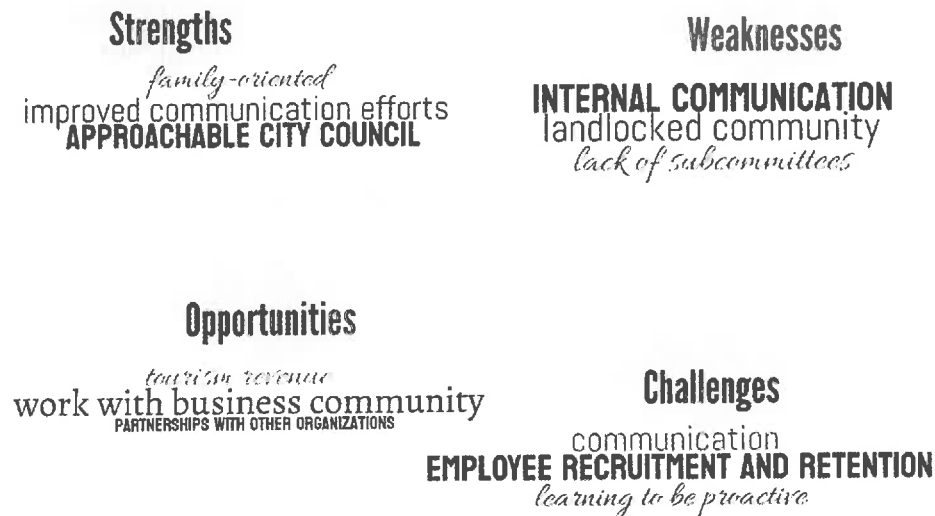 Strengths
family-oriented
improved communication efforts
APPROACHABLE CITY COUNCIL
Weaknesses
INTERNAL COMMUNICATION
landlocked community
lack of subcommittees
Opportunities
tourism revenue
work with business community
PARTNERSHIPS WITH OTHER ORGANIZATIONS
Challenges
communication
EMPLOYEE RECRUITMENT AND RETENTION
learning to be proactive